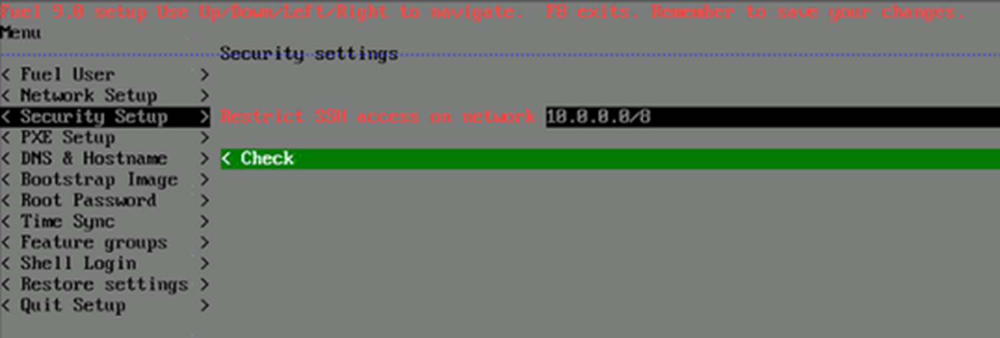 Fuel 9.0 setup Use Up/Down/Left/Right to navigate. F8 exits. Remember to save your changes.
Menu
Security settings
< Fuel User >
< Network Setup >
< Security Setup > Restrict SSH access on network 10.0.0.0/8
< PXE Setup >
< DNS & Hostname > < Check
< Bootstrap Image >
< Root Password >
< Time Sync >
< Feature groups >
< Shell Login >
< Restore settings >
< Quit Setup >